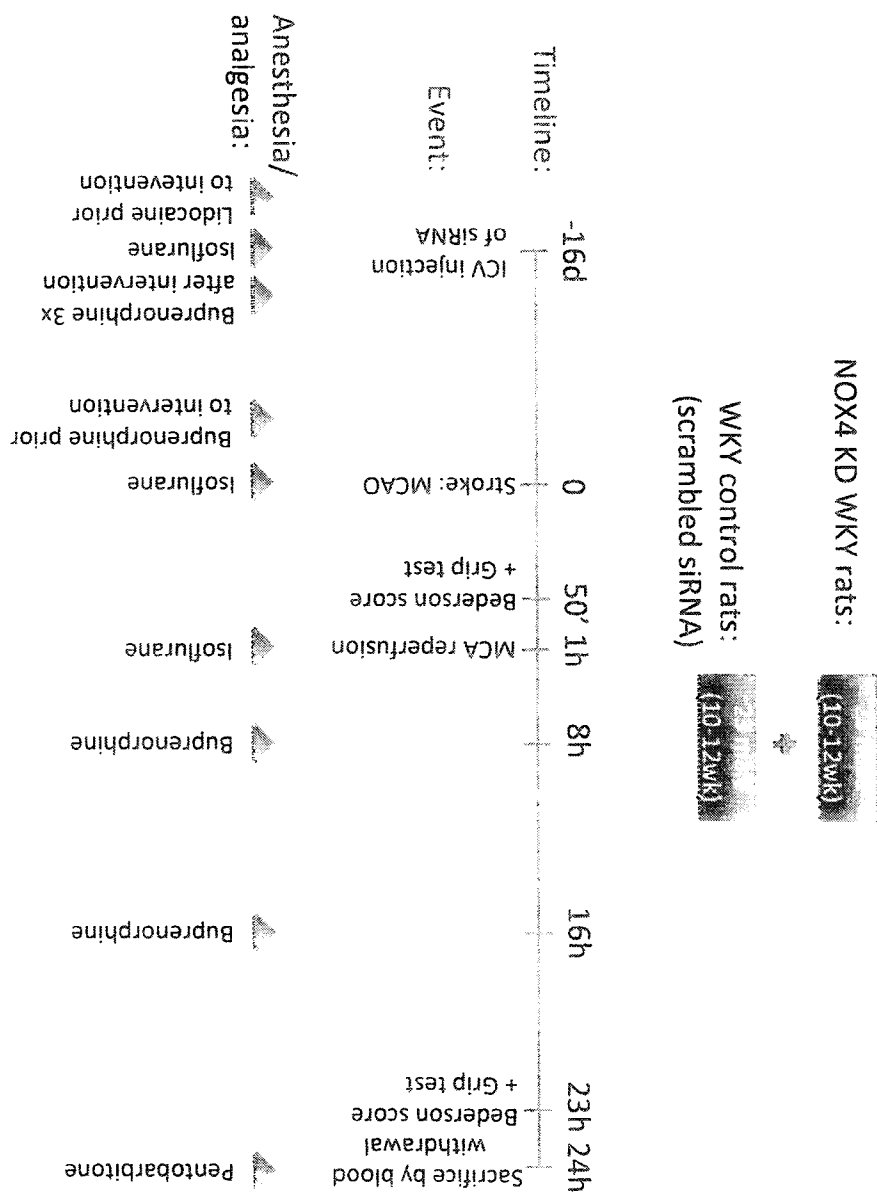 NOX4 KD WKY rats:
(10-12wk)
WKY control rats:
(scrambled siRNA)
(10-12wk)
Timeline:
-16d
0
50' 1h
8h
16h
23h 24h
Event:
ICV injection
of siRNA
Stroke: MCAO
Bederson score
+ Grip test
MCA reperfusion
Bederson score
+ Grip test
Sacrifice by blood
withdrawal
Anesthesia/
analgesia:
Lidocaine prior
to intervention
Isoflurane
Buprenorphine 3x
after intervention
Buprenorphine prior
to intervention
Isoflurane
Isoflurane
Buprenorphine
Buprenorphine
Pentobarbitone